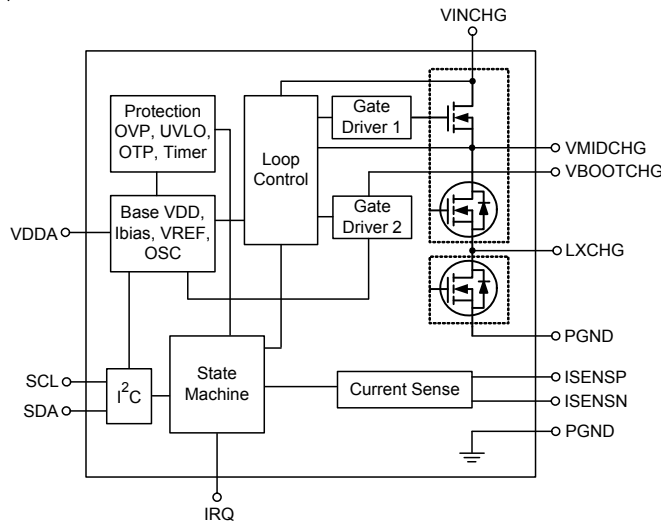 VINCHG
Protection
OVP, UVLO,
OTP, Timer
Loop
Control
Gate
Driver 1
VMIDCHG
VBOOTCHG
VDDA
Base VDD,
Ibias, VREF,
OSC
Gate
Driver 2
LXCHG
PGND
SCL
SDA
I2C
State
Machine
Current Sense
ISENSP
ISENSN
PGND
IRQ